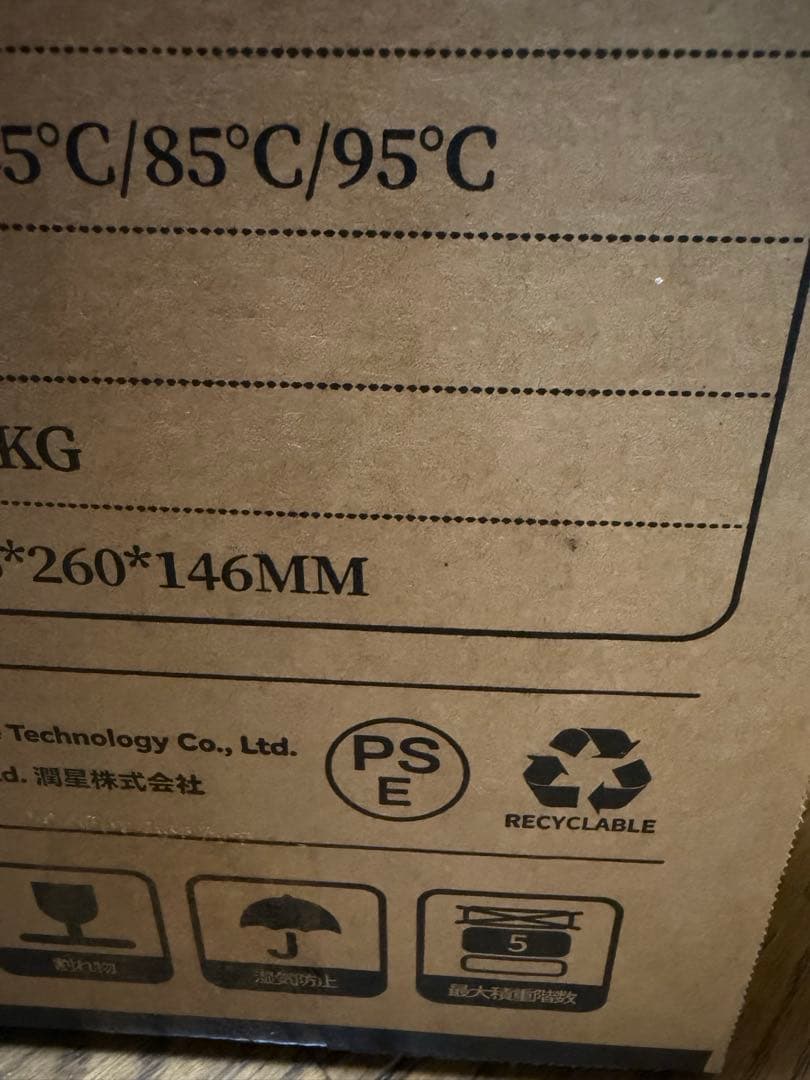 5°C/85°C/95°C
KG
*260*146MM
Technology Co., Ltd.
d. 潤星株式会社
PS
E
RECYCLABLE
割れ物
湿気防止
5
最大積重階数